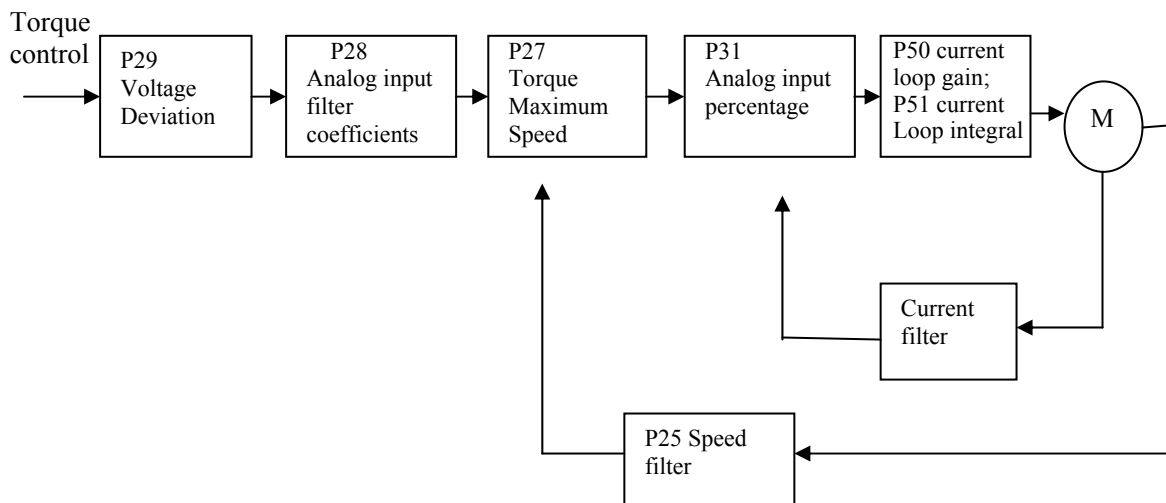 Torque
control
P29
Voltage
Deviation
P28
Analog input
filter
coefficients
P27
Torque
Maximum
Speed
P31
Analog input
percentage
P50 current
loop gain;
P51 current
Loop integral
M
Current
filter
P25 Speed
filter